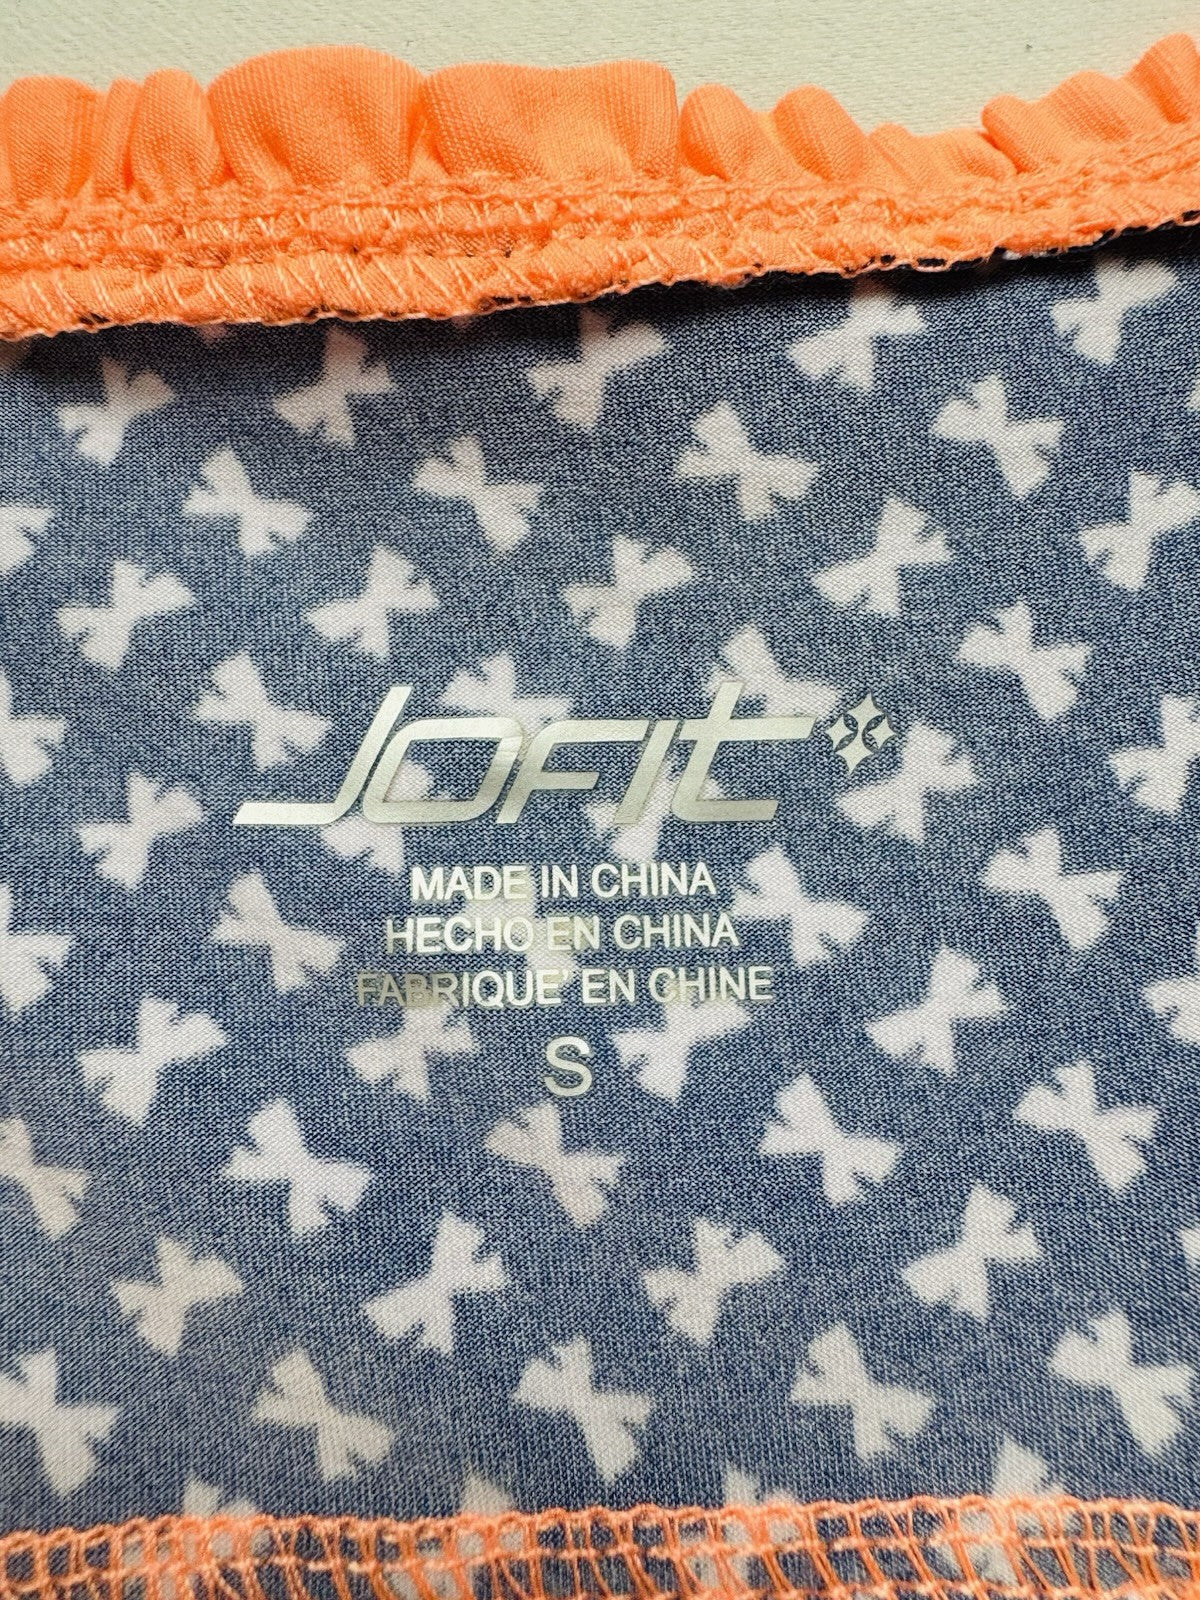 JOFIT
MADE IN CHINA
HECHO EN CHINA
FABRIQUE' EN CHINE
S